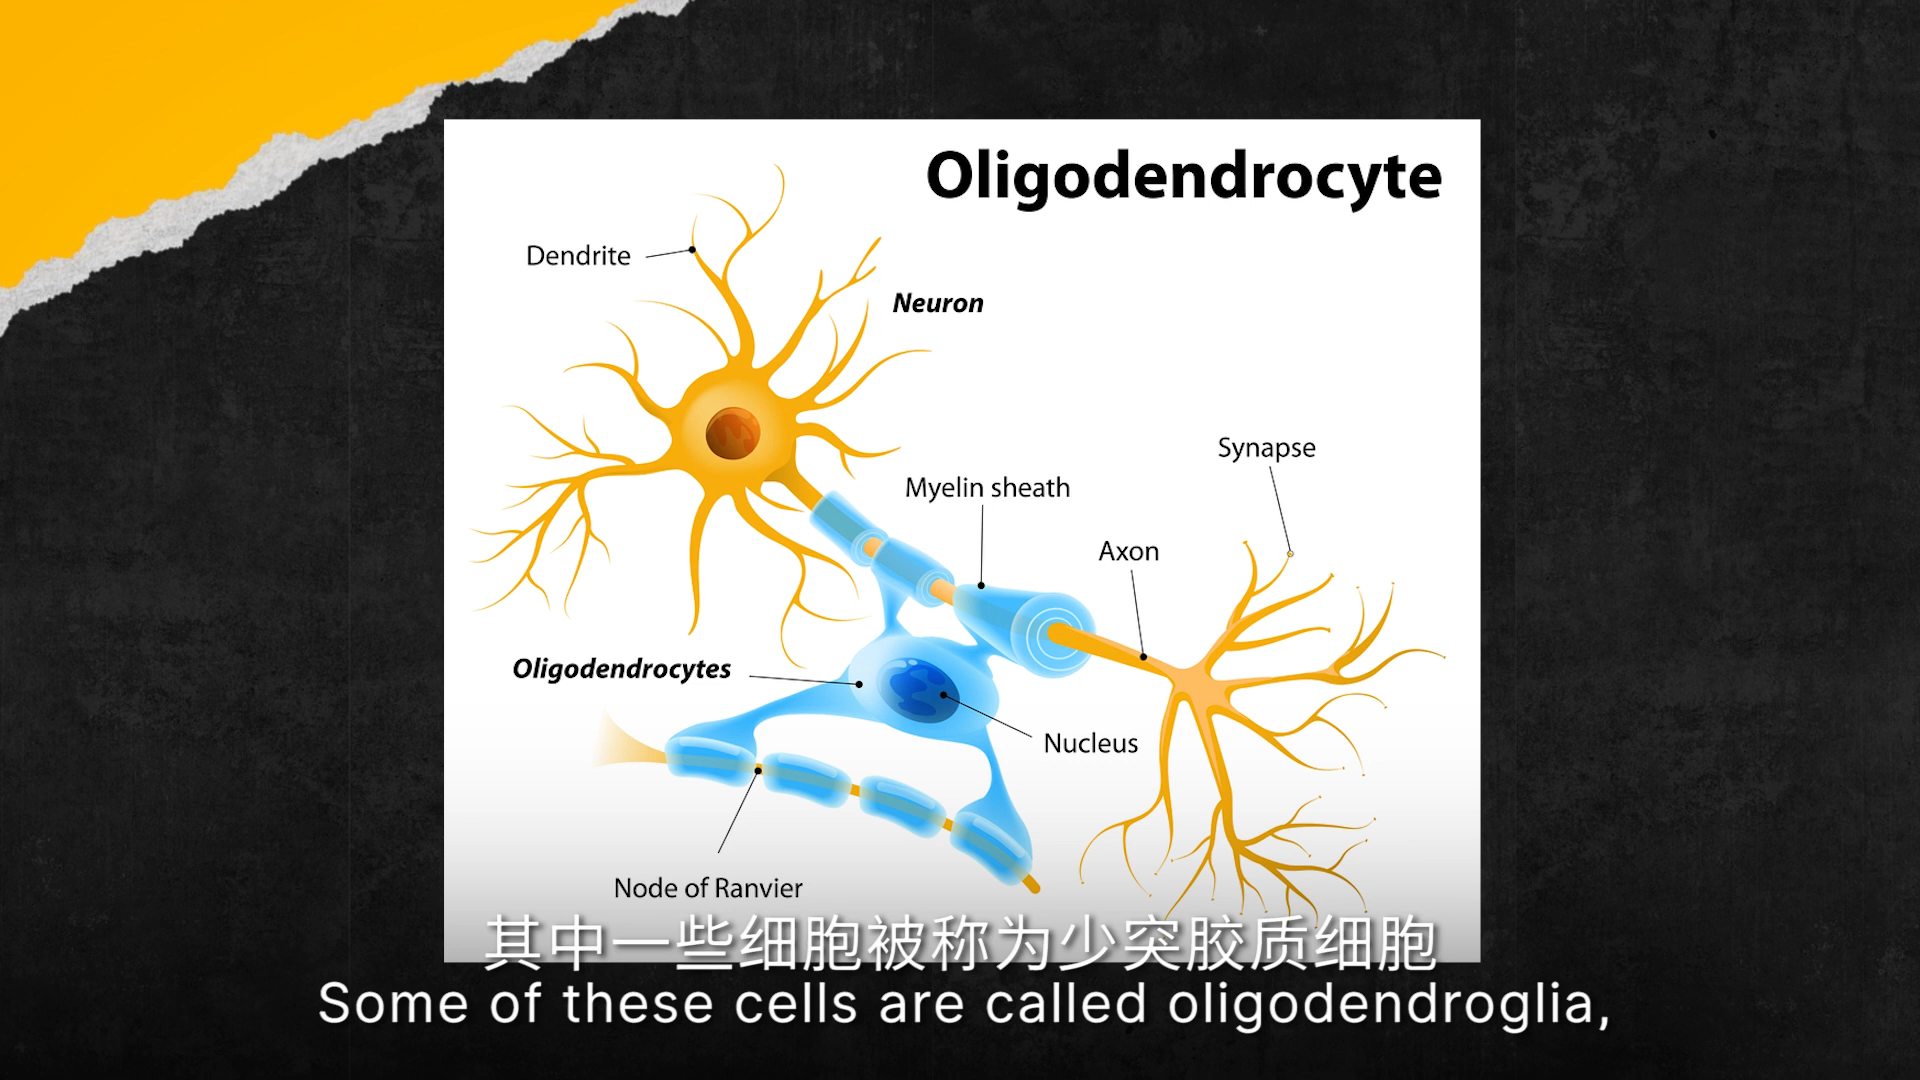 Oligodendrocyte
Dendrite
Neuron
Synapse
Myelin sheath
Axon
Oligodendrocytes
Nucleus
Node of Ranvier
其中一些细胞被称为少突胶质细胞
Some of these cells are called oligodendroglia,